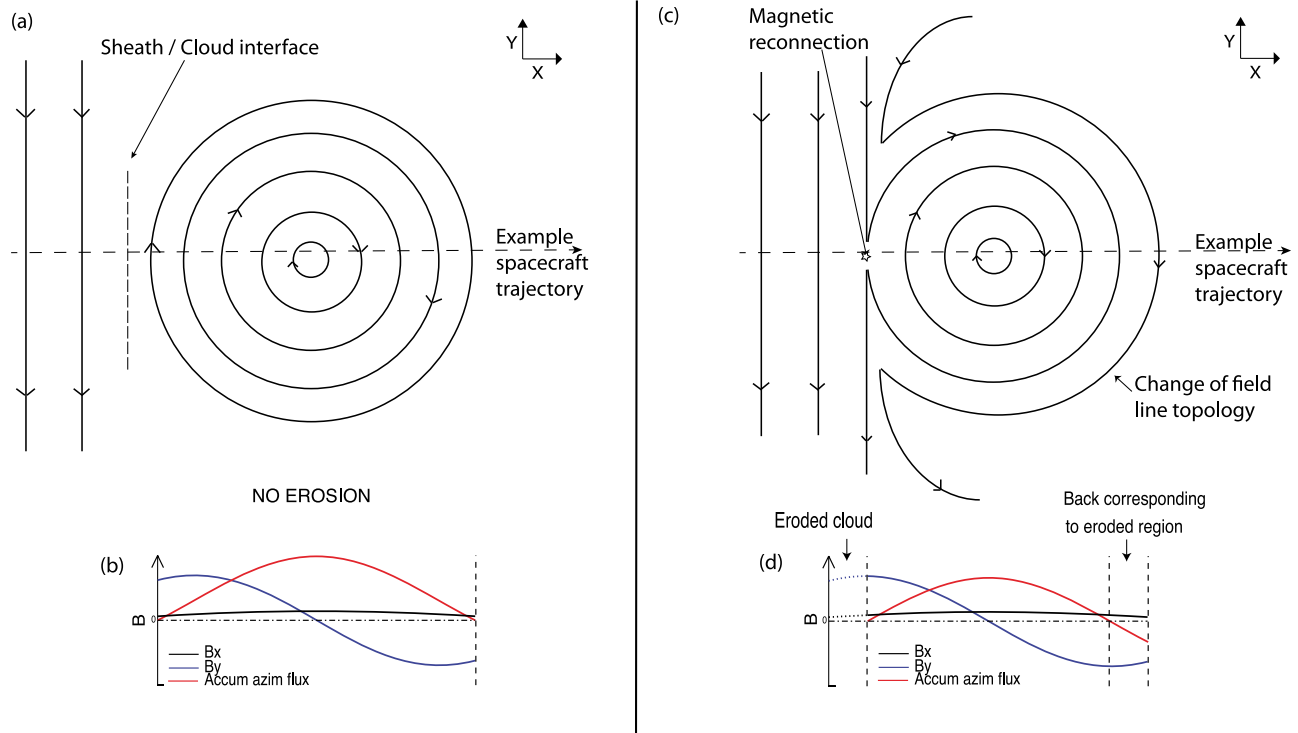 (a)
Sheath / Cloud interface
Y
X
Example
spacecraft
trajectory
NO EROSION
(b)
B
0
Bx
By
Accum azim flux
(c)
Magnetic
reconnection
Y
X
Example
spacecraft
trajectory
Change of field
line topology
Eroded cloud
Back corresponding
to eroded region
(d)
B
0
Bx
By
Accum azim flux